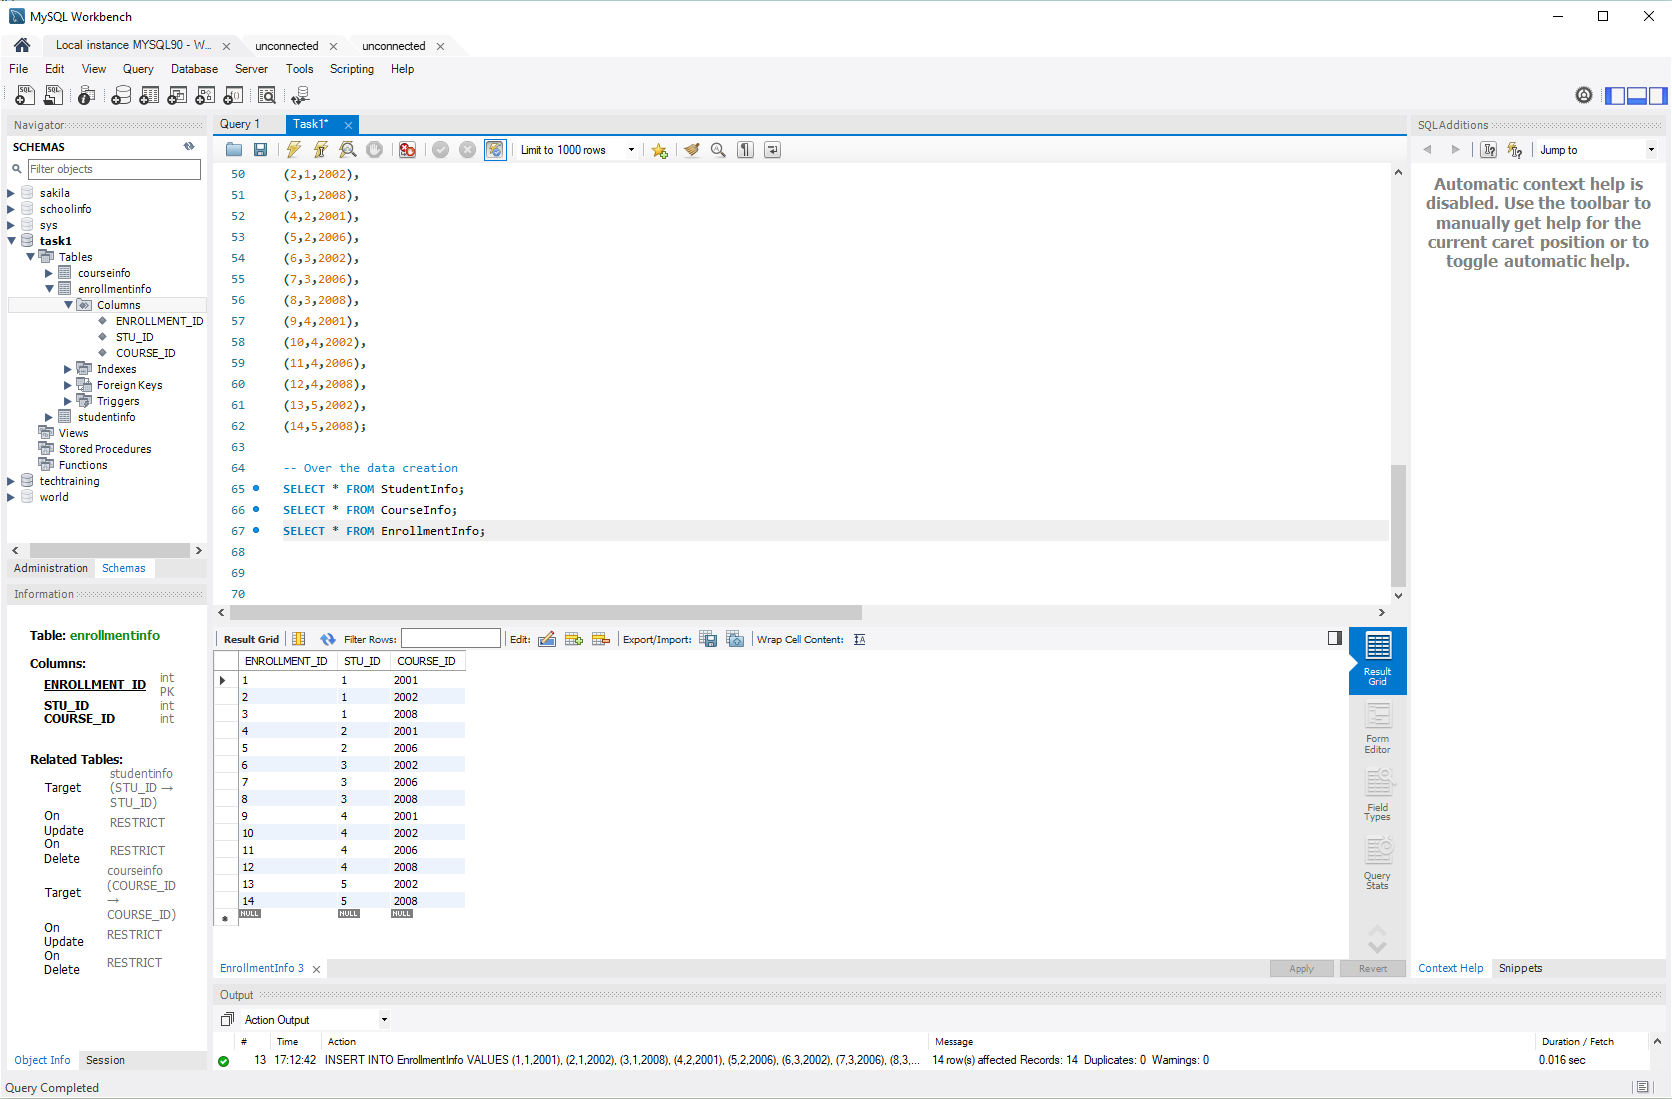 MySQL Workbench
Local instance MYSQL90 - W...
unconnected
unconnected
File Edit View Query Database Server Tools Scripting Help
Navigator
SCHEMAS
Filter objects
sakila
schoolinfo
sys
task1
Tables
courseinfo
enrollmentinfo
Columns
ENROLLMENT_ID
STU_ID
COURSE_ID
Indexes
Foreign Keys
Triggers
studentinfo
Views
Stored Procedures
Functions
techtraining
world
Administration Schemas
Information
Table: enrollmentinfo
Columns:
ENROLLMENT_ID int PK
STU_ID int
COURSE_ID int
Related Tables:
Target studentinfo (STU_ID → STU_ID)
On Update RESTRICT
On Delete RESTRICT
Target courseinfo (COURSE_ID → COURSE_ID)
On Update RESTRICT
On Delete RESTRICT
Object Info Session
Query Completed
Query 1 Task1*
Limit to 1000 rows
50 (2,1,2002),
51 (3,1,2008),
52 (4,2,2001),
53 (5,2,2006),
54 (6,3,2002),
55 (7,3,2006),
56 (8,3,2008),
57 (9,4,2001),
58 (10,4,2002),
59 (11,4,2006),
60 (12,4,2008),
61 (13,5,2002),
62 (14,5,2008);
63
64 -- Over the data creation
65 SELECT * FROM StudentInfo;
66 SELECT * FROM CourseInfo;
67 SELECT * FROM EnrollmentInfo;
68
69
70
Result Grid Filter Rows: Edit: Export/Import: Wrap Cell Content:
ENROLLMENT_ID STU_ID COURSE_ID
1 1 2001
2 1 2002
3 1 2008
4 2 2001
5 2 2006
6 3 2002
7 3 2006
8 3 2008
9 4 2001
10 4 2002
11 4 2006
12 4 2008
13 5 2002
14 5 2008
NULL NULL NULL
Result Grid
Form Editor
Field Types
Query Stats
EnrollmentInfo 3
Apply Revert
SQLAdditions
Jump to
Automatic context help is
disabled. Use the toolbar to
manually get help for the
current caret position or to
toggle automatic help.
Context Help Snippets
Output
Action Output
# Time Action Message Duration / Fetch
13 17:12:42 INSERT INTO EnrollmentInfo VALUES (1,1,2001), (2,1,2002), (3,1,2008), (4,2,2001), (5,2,2006), (6,3,2002), (7,3,2006), (8,3,... 14 row(s) affected Records: 14 Duplicates: 0 Warnings: 0 0.016 sec